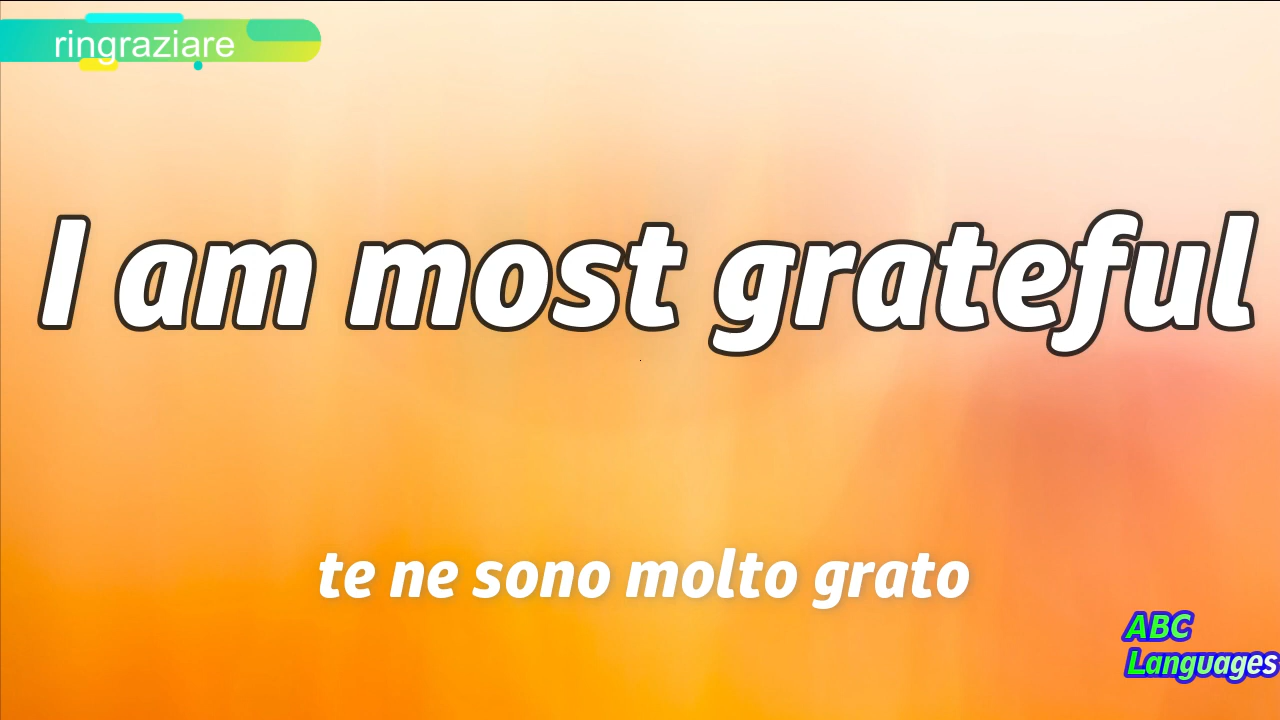 ringraziare
I am most grateful
te ne sono molto grato
ABC
Languages